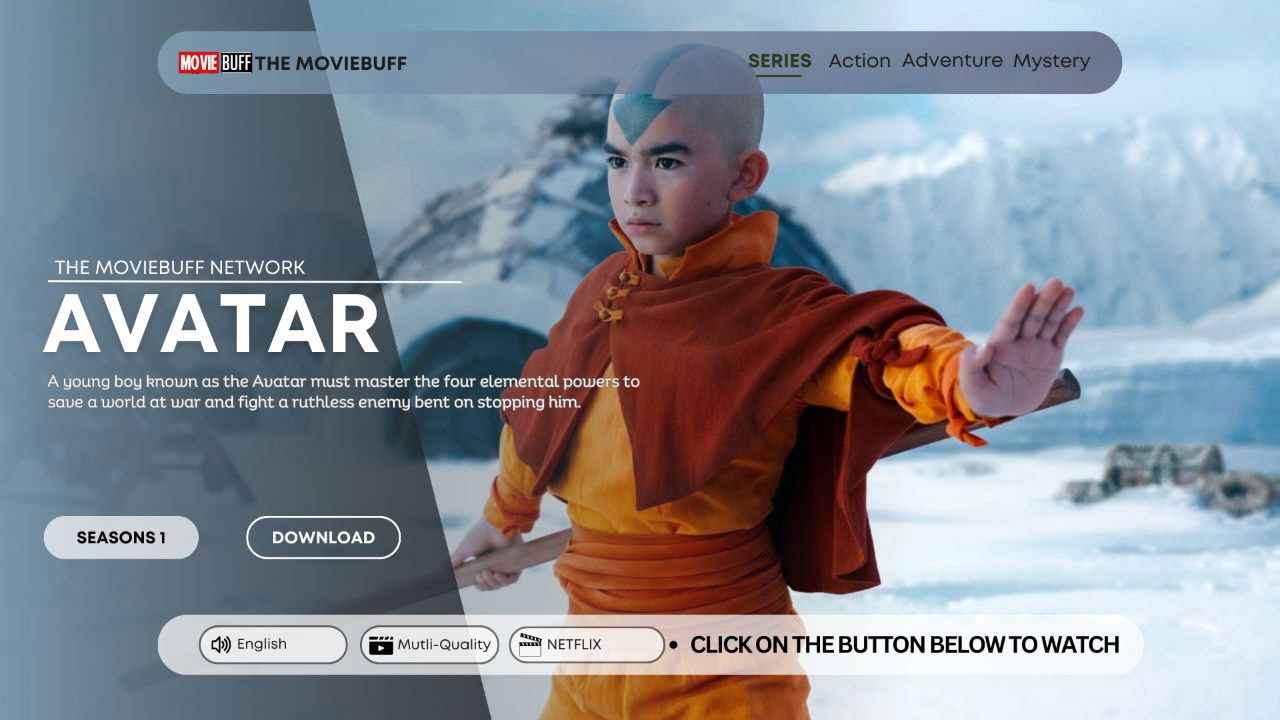 MOVIE BUFF THE MOVIEBUFF
SERIES Action Adventure Mystery
THE MOVIEBUFF NETWORK
AVATAR
A young boy known as the Avatar must master the four elemental powers to
save a world at war and fight a ruthless enemy bent on stopping him.
SEASONS 1
DOWNLOAD
English
Mutli-Quality
NETFLIX
• CLICK ON THE BUTTON BELOW TO WATCH